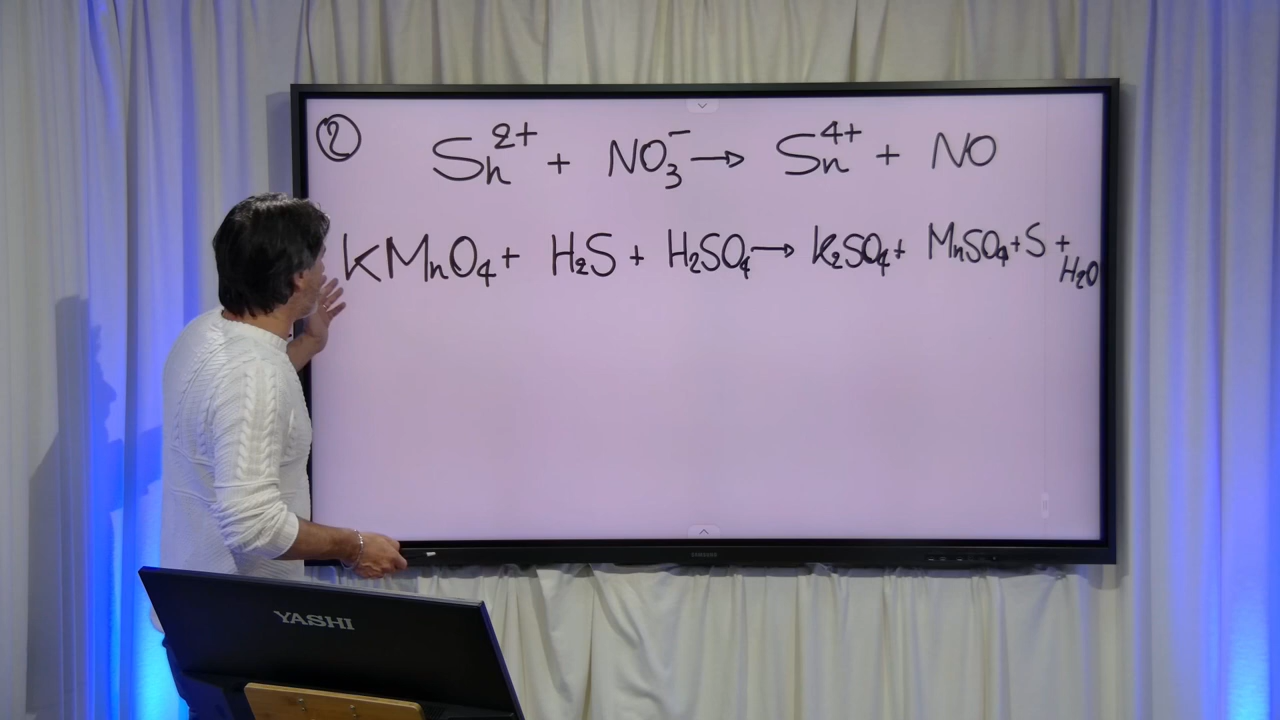 ②
Sn²⁺ + NO₃⁻ → Sn⁴⁺ + NO
KMnO₄ + H₂S + H₂SO₄ → K₂SO₄ + MnSO₄ + S + H₂O
SAMSUNG
YASHI